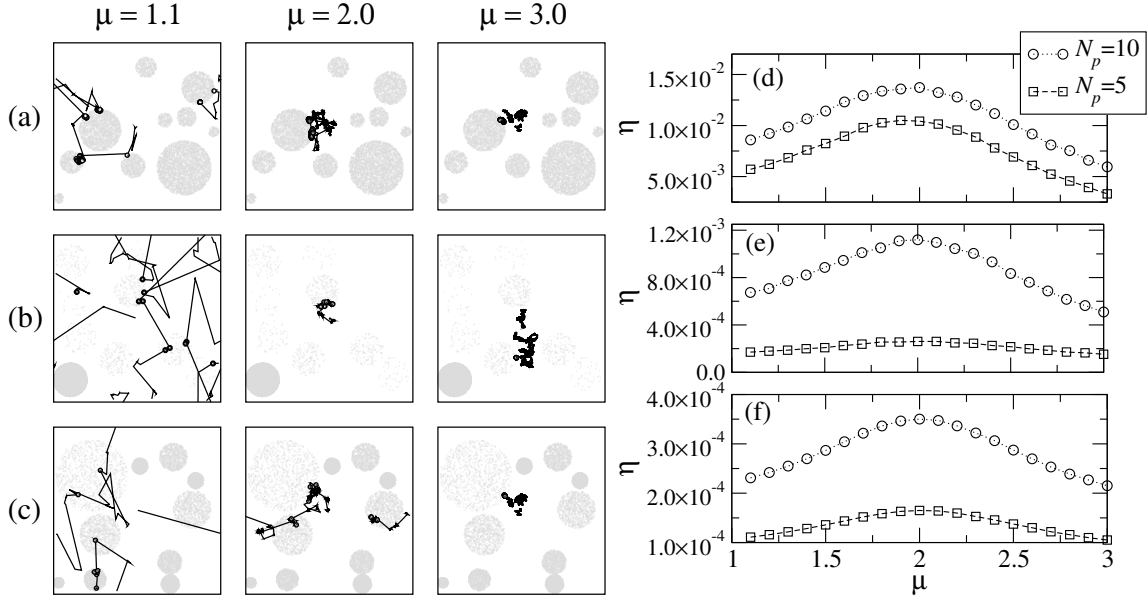 μ = 1.1 μ = 2.0 μ = 3.0
(a)
(b)
(c)
N_p=10
N_p=5
(d)
1.5×10^-2
1.0×10^-2
5.0×10^-3
η
(e)
1.2×10^-3
8.0×10^-4
4.0×10^-4
0.0
η
(f)
4.0×10^-4
3.0×10^-4
2.0×10^-4
1.0×10^-4
η
1 1.5 2 2.5 3
μ